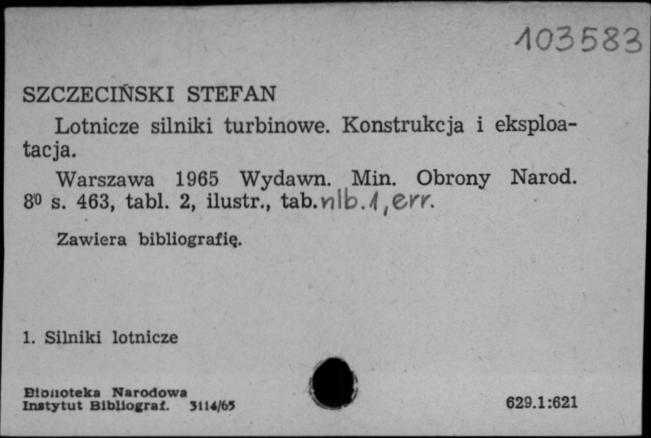 103583
SZCZECIŃSKI STEFAN
Lotnicze silniki turbinowe. Konstrukcja i eksploa-
tacja.
Warszawa 1965 Wydawn. Min. Obrony Narod.
8⁰ s. 463, tabl. 2, ilustr., tab. nlb. 1, err.
Zawiera bibliografię.
1. Silniki lotnicze
Biblioteka Narodowa
Instytut Bibliograf. 3114/65
629.1:621